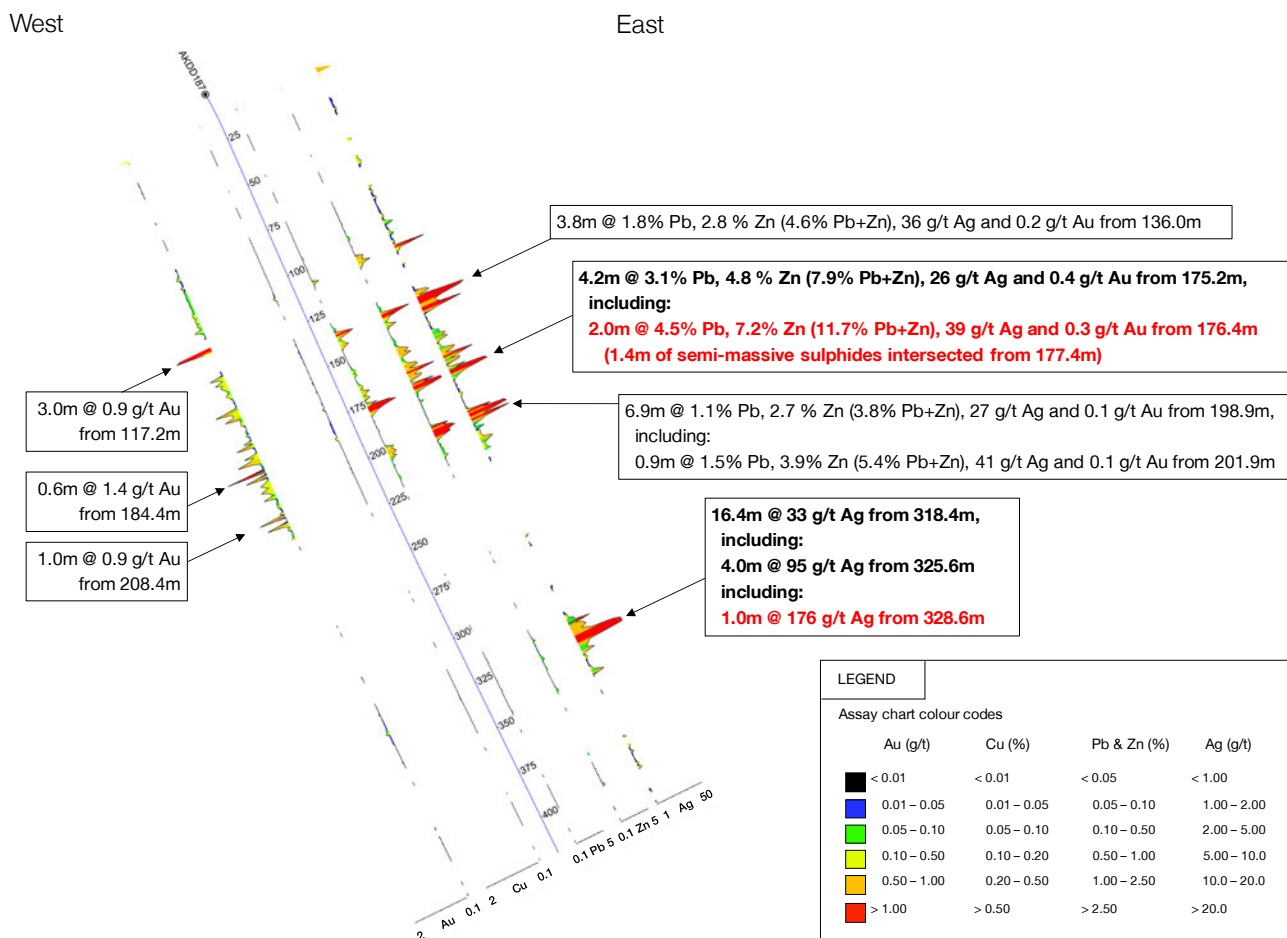 West
East
AKDD187
25
50
75
100
125
150
175
200
225
250
275
300
325
350
375
400
3.8m @ 1.8% Pb, 2.8 % Zn (4.6% Pb+Zn), 36 g/t Ag and 0.2 g/t Au from 136.0m
4.2m @ 3.1% Pb, 4.8 % Zn (7.9% Pb+Zn), 26 g/t Ag and 0.4 g/t Au from 175.2m,
including:
2.0m @ 4.5% Pb, 7.2% Zn (11.7% Pb+Zn), 39 g/t Ag and 0.3 g/t Au from 176.4m
(1.4m of semi-massive sulphides intersected from 177.4m)
6.9m @ 1.1% Pb, 2.7 % Zn (3.8% Pb+Zn), 27 g/t Ag and 0.1 g/t Au from 198.9m,
including:
0.9m @ 1.5% Pb, 3.9% Zn (5.4% Pb+Zn), 41 g/t Ag and 0.1 g/t Au from 201.9m
3.0m @ 0.9 g/t Au
from 117.2m
0.6m @ 1.4 g/t Au
from 184.4m
1.0m @ 0.9 g/t Au
from 208.4m
16.4m @ 33 g/t Ag from 318.4m,
including:
4.0m @ 95 g/t Ag from 325.6m
including:
1.0m @ 176 g/t Ag from 328.6m
2 Au 0.1 2 Cu 0.1 0.1 Pb 5 0.1 Zn 5 1 Ag 50
LEGEND
Assay chart colour codes
Au (g/t) Cu (%) Pb & Zn (%) Ag (g/t)
< 0.01 < 0.01 < 0.05 < 1.00
0.01 – 0.05 0.01 – 0.05 0.05 – 0.10 1.00 – 2.00
0.05 – 0.10 0.05 – 0.10 0.10 – 0.50 2.00 – 5.00
0.10 – 0.50 0.10 – 0.20 0.50 – 1.00 5.00 – 10.0
0.50 – 1.00 0.20 – 0.50 1.00 – 2.50 10.0 – 20.0
> 1.00 > 0.50 > 2.50 > 20.0